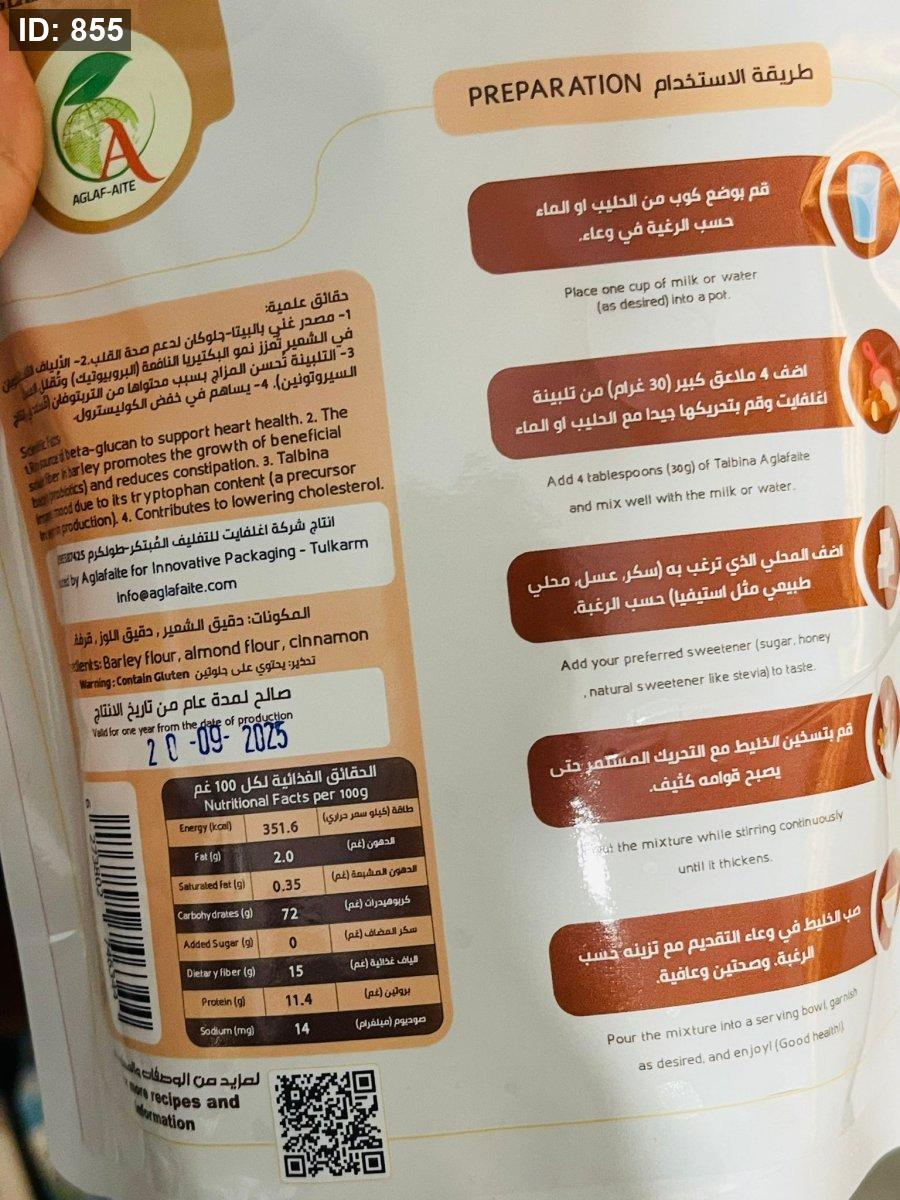 ID: 855
A
AGLAF-AITE
PREPARATION طريقة الاستخدام
قم بوضع كوب من الحليب او الماء
حسب الرغبة في وعاء.
Place one cup of milk or water
(as desired) into a pot.
اضف 4 ملاعق كبير (30 غرام) من تلبينة
اغلفايت وقم بتحريكها جيدا مع الحليب او الماء
Add 4 tablespoons (30g) of Talbina Aglafaite
and mix well with the milk or water.
اضف المحلي الذي ترغب به (سكر، عسل، محلي
طبيعي مثل استيفيا) حسب الرغبة.
Add your preferred sweetener (sugar, honey
, natural sweetener like stevia) to taste.
قم بتسخين الخليط مع التحريك المستمر حتى
يصبح قوامه كثيف.
the mixture while stirring continuously
until it thickens.
صب الخليط في وعاء التقديم مع تزينه حسب
الرغبة. وصحتين وعافية.
Pour the mixture into a serving bowl, garnish
as desired, and enjoy! (Good health!)
حقائق علمية:
1- مصدر غني بالبيتا-جلوكان لدعم صحة القلب. 2- الألياف
في الشعير تُعزز نمو البكتيريا النافعة (البروبيوتيك) وتُقلل
3- التلبينة تُحسن المزاج بسبب محتواها من التربتوفان
السيروتونين). 4- يساهم في خفض الكوليسترول.
Scientific Facts
beta-glucan to support heart health. 2. The
fiber in barley promotes the growth of beneficial
(probiotics) and reduces constipation. 3. Talbina
mood due to its tryptophan content (a precursor
production). 4. Contributes to lowering cholesterol.
انتاج شركة اغلفايت للتغليف المُبتكر-طولكرم
by Aglafaite for Innovative Packaging - Tulkarm
info@aglafaite.com
المكونات: دقيق الشعير , دقيق اللوز , قرفة
Barley flour, almond flour, cinnamon
Warning: Contain Gluten تحذير: يحتوي على جلوتين
صالح لمدة عام من تاريخ الانتاج
Valid for one year from the date of production
20-09-2025
الحقائق الغذائية لكل 100 غم
Nutritional Facts per 100g
Energy (kcal) 351.6 طاقة (كيلو سعر حراري)
Fat (g) 2.0 الدهون (غم)
Saturated fat (g) 0.35 الدهون المشبعة (غم)
Carbohydrates (g) 72 كربوهيدرات (غم)
Added Sugar (g) 0 سكر المضاف (غم)
Dietary fiber (g) 15 الياف غذائية (غم)
Protein (g) 11.4 بروتين (غم)
Sodium (mg) 14 صوديوم (ميلغرام)
لمزيد من الوصفات
more recipes and
information